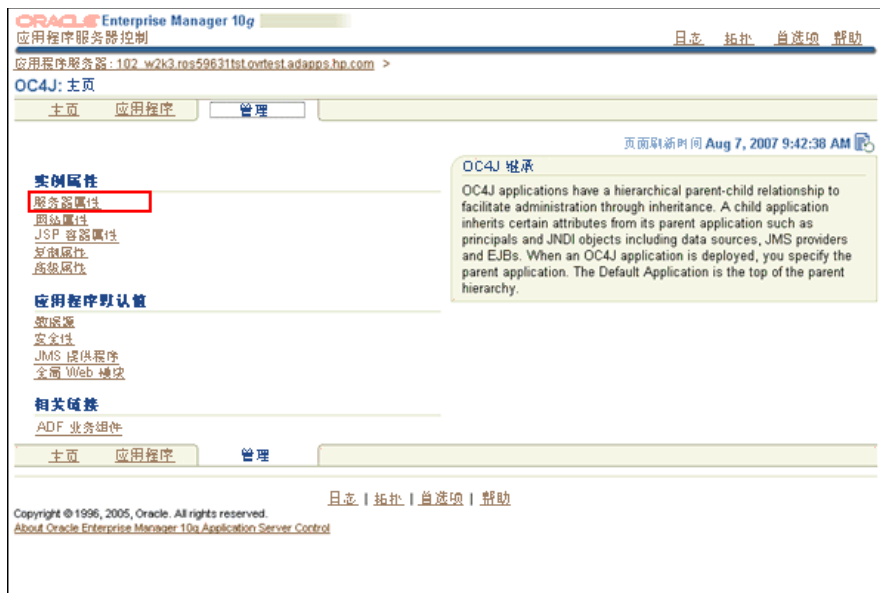 ORACLE Enterprise Manager 10g
应用程序服务器控制
日志 拓扑 首选项 帮助
应用程序服务器: 102_w2k3.ros59631tst.ovrtest.adapps.hp.com >
OC4J: 主页
主页 应用程序 管理
页面刷新时间 Aug 7, 2007 9:42:38 AM
实例属性
服务器属性
网站属性
JSP 容器属性
复制属性
高级属性
应用程序默认值
数据源
安全性
JMS 提供程序
全局 Web 模块
相关链接
ADF 业务组件
OC4J 继承
OC4J applications have a hierarchical parent-child relationship to
facilitate administration through inheritance. A child application
inherits certain attributes from its parent application such as
principals and JNDI objects including data sources, JMS providers
and EJBs. When an OC4J application is deployed, you specify the
parent application. The Default Application is the top of the parent
hierarchy.
主页 应用程序 管理
日志 | 拓扑 | 首选项 | 帮助
Copyright © 1996, 2005, Oracle. All rights reserved.
About Oracle Enterprise Manager 10g Application Server Control